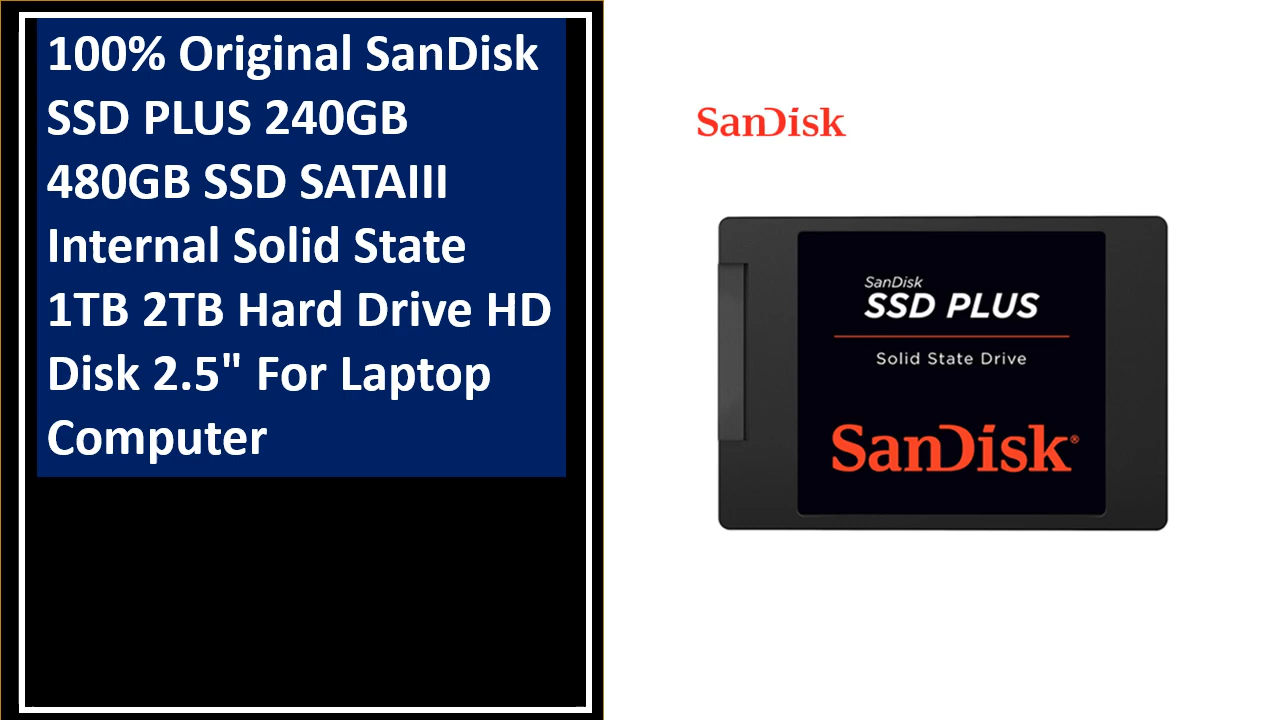 100% Original SanDisk
SSD PLUS 240GB
480GB SSD SATAIII
Internal Solid State
1TB 2TB Hard Drive HD
Disk 2.5" For Laptop
Computer
SanDisk
SanDisk
SSD PLUS
Solid State Drive
SanDisk®